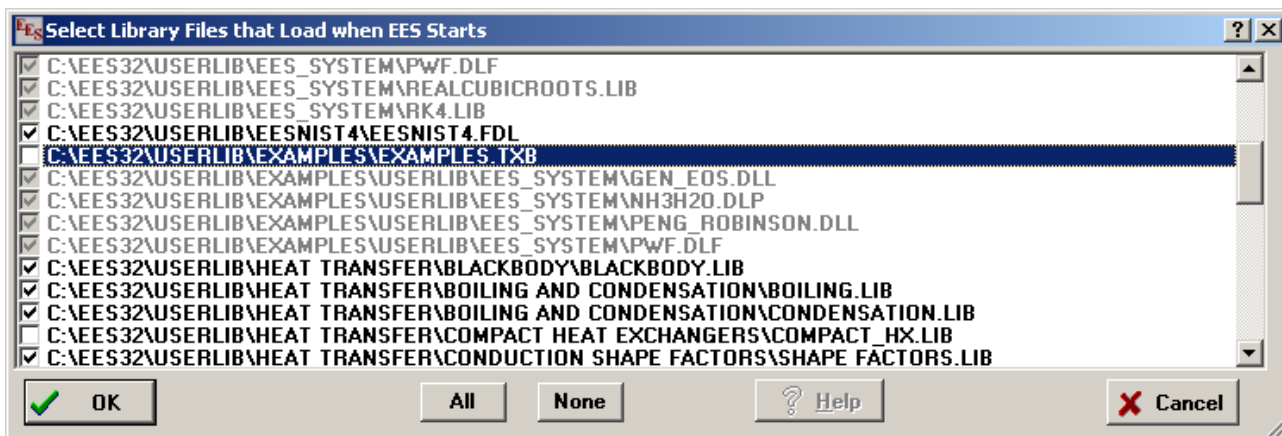 EES Select Library Files that Load when EES Starts
C:\EES32\USERLIB\EES_SYSTEM\PWF.DLF
C:\EES32\USERLIB\EES_SYSTEM\REALCUBICROOTS.LIB
C:\EES32\USERLIB\EES_SYSTEM\RK4.LIB
C:\EES32\USERLIB\EESNIST4\EESNIST4.FDL
C:\EES32\USERLIB\EXAMPLES\EXAMPLES.TXB
C:\EES32\USERLIB\EXAMPLES\USERLIB\EES_SYSTEM\GEN_EOS.DLL
C:\EES32\USERLIB\EXAMPLES\USERLIB\EES_SYSTEM\NH3H2O.DLP
C:\EES32\USERLIB\EXAMPLES\USERLIB\EES_SYSTEM\PENG_ROBINSON.DLL
C:\EES32\USERLIB\EXAMPLES\USERLIB\EES_SYSTEM\PWF.DLF
C:\EES32\USERLIB\HEAT TRANSFER\BLACKBODY\BLACKBODY.LIB
C:\EES32\USERLIB\HEAT TRANSFER\BOILING AND CONDENSATION\BOILING.LIB
C:\EES32\USERLIB\HEAT TRANSFER\BOILING AND CONDENSATION\CONDENSATION.LIB
C:\EES32\USERLIB\HEAT TRANSFER\COMPACT HEAT EXCHANGERS\COMPACT_HX.LIB
C:\EES32\USERLIB\HEAT TRANSFER\CONDUCTION SHAPE FACTORS\SHAPE FACTORS.LIB
OK All None ? Help Cancel